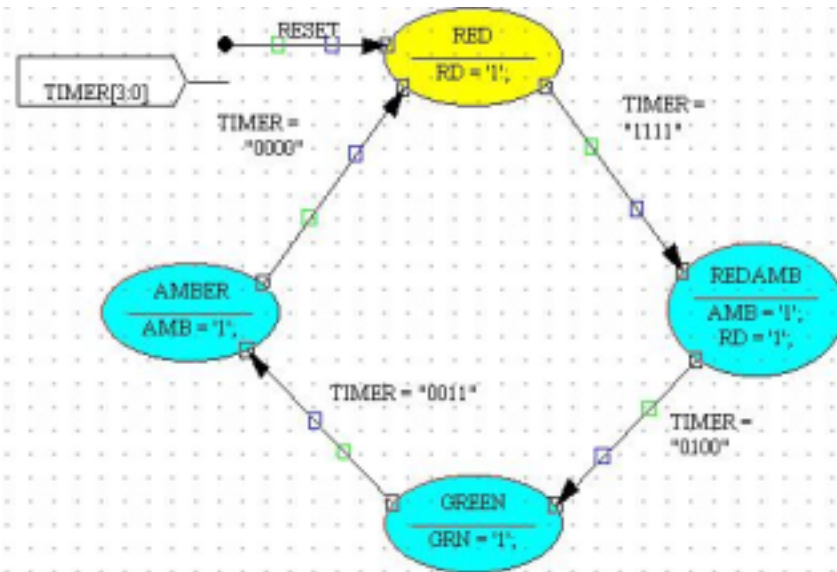 RESET
RED
RD = '1';
TIMER[3:0]
TIMER =
"0000"
TIMER =
"1111"
AMBER
AMB = '1';
REDAMB
AMB = '1';
RD = '1';
TIMER = "0011"
TIMER =
"0100"
GREEN
GRN = '1';